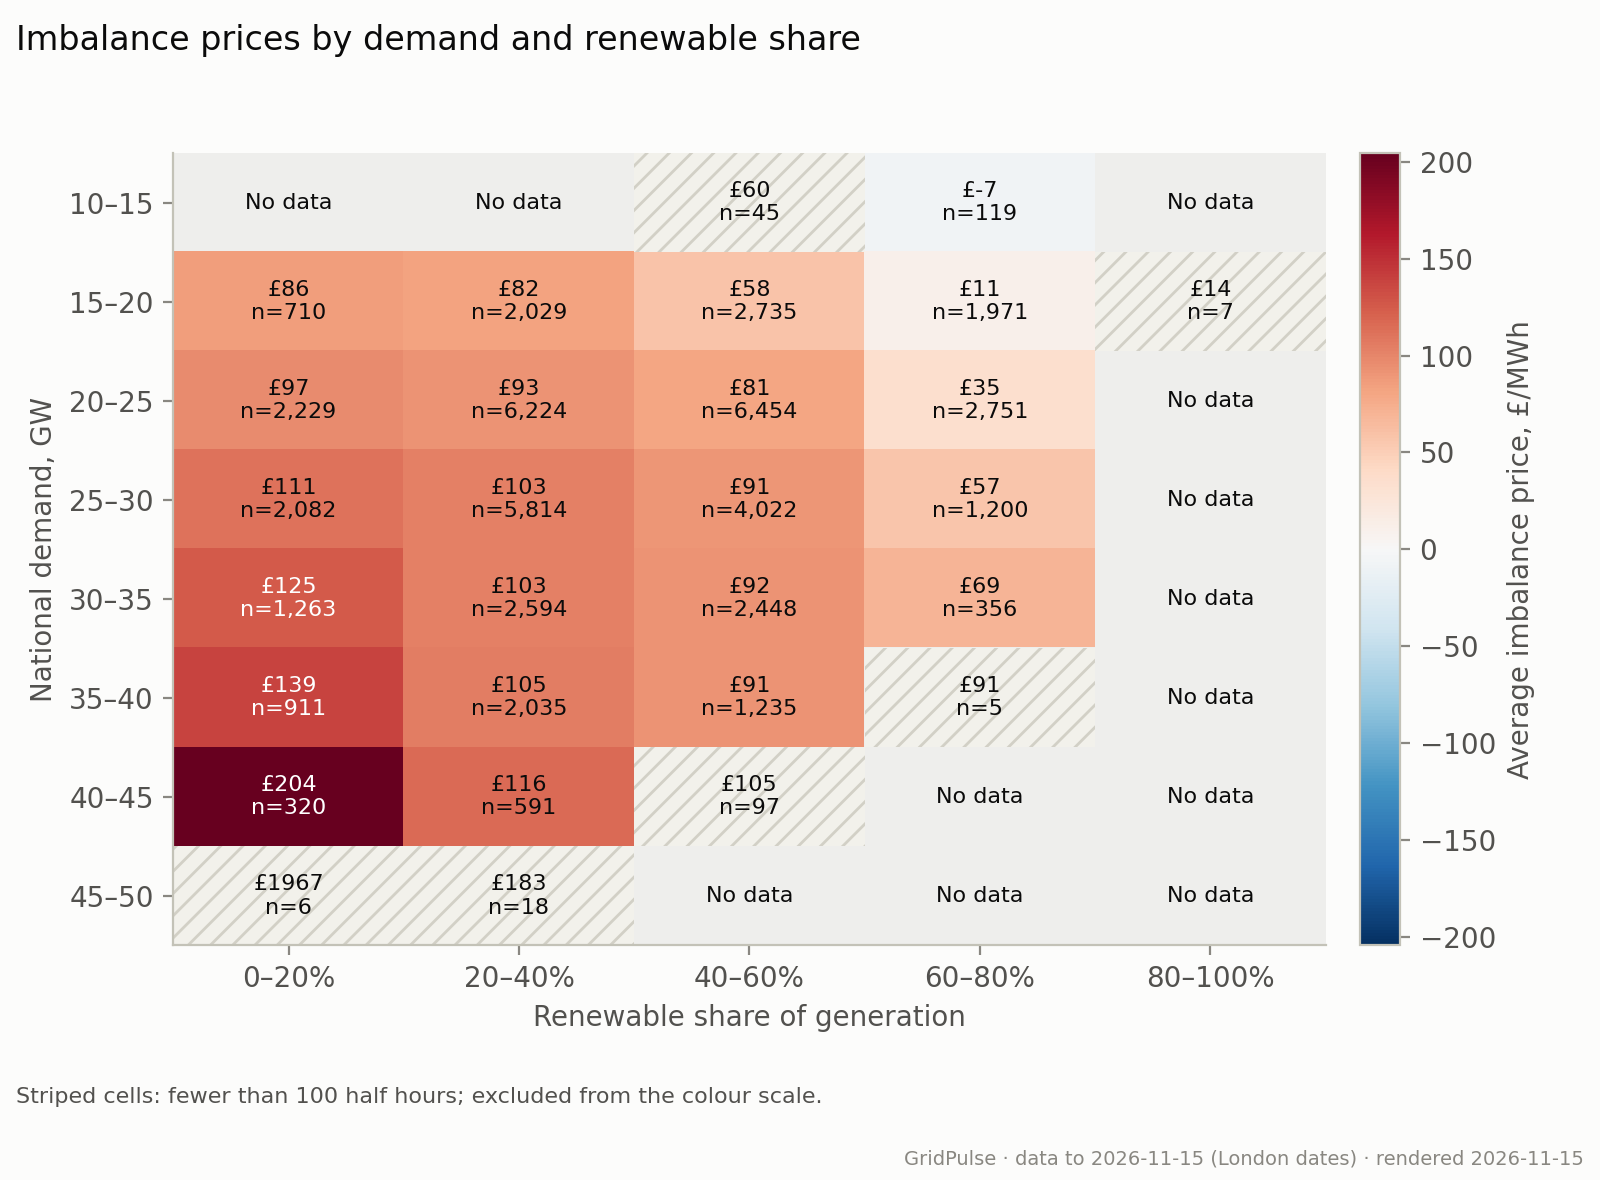 Imbalance prices by demand and renewable share
National demand, GW
10–15
No data
No data
£60
n=45
£-7
n=119
No data
15–20
£86
n=710
£82
n=2,029
£58
n=2,735
£11
n=1,971
£14
n=7
20–25
£97
n=2,229
£93
n=6,224
£81
n=6,454
£35
n=2,751
No data
25–30
£111
n=2,082
£103
n=5,814
£91
n=4,022
£57
n=1,200
No data
30–35
£125
n=1,263
£103
n=2,594
£92
n=2,448
£69
n=356
No data
35–40
£139
n=911
£105
n=2,035
£91
n=1,235
£91
n=5
No data
40–45
£204
n=320
£116
n=591
£105
n=97
No data
No data
45–50
£1967
n=6
£183
n=18
No data
No data
No data
0–20%
20–40%
40–60%
60–80%
80–100%
Renewable share of generation
200
150
100
50
0
−50
−100
−150
−200
Average imbalance price, £/MWh
Striped cells: fewer than 100 half hours; excluded from the colour scale.
GridPulse · data to 2026-11-15 (London dates) · rendered 2026-11-15